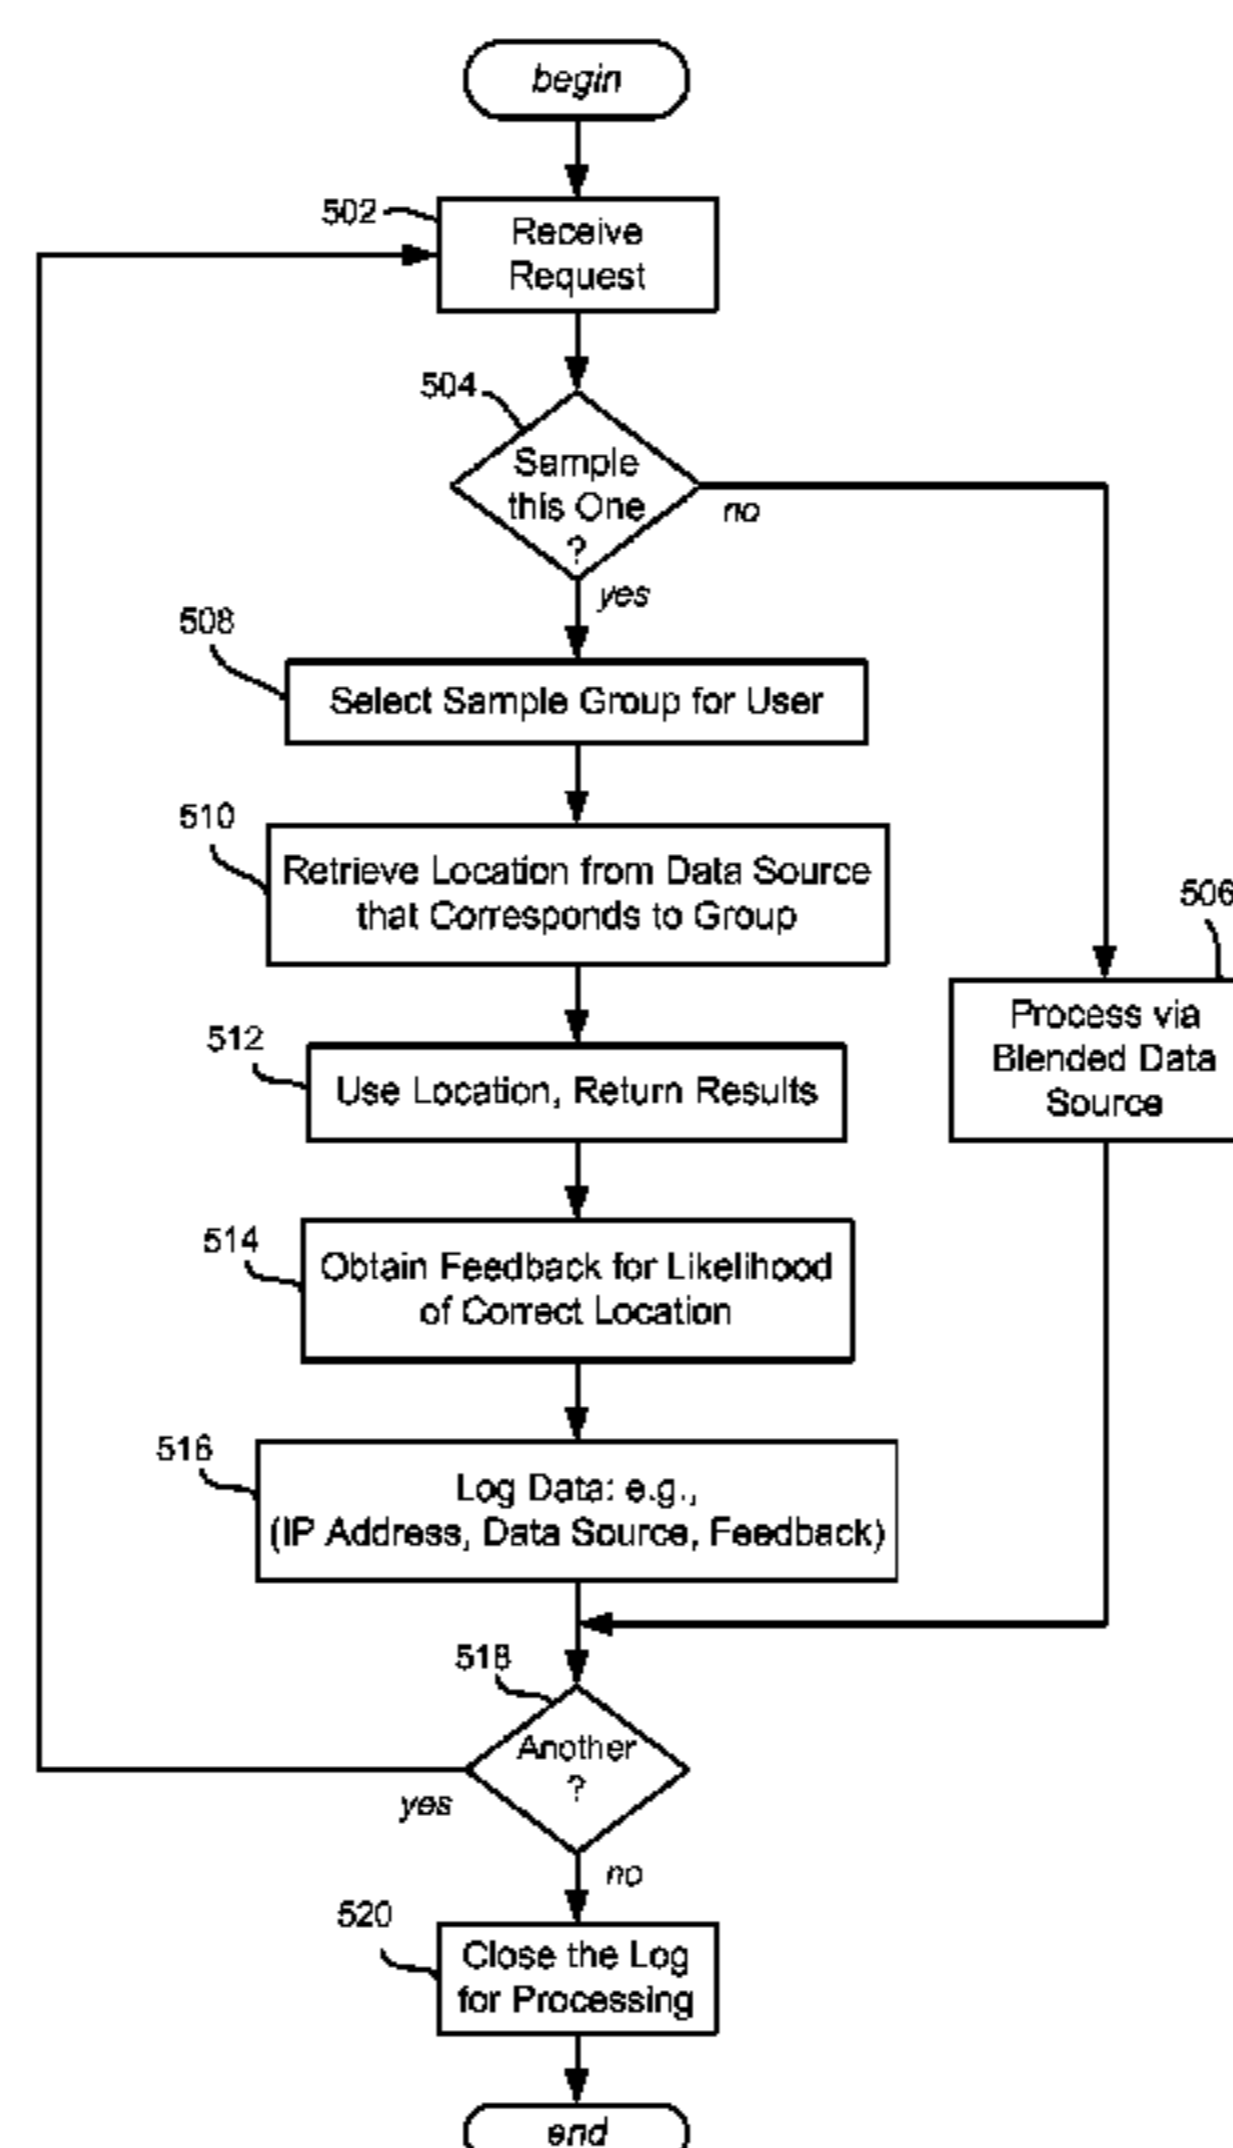 begin
502
Receive
Request
504
Sample
this One
?
no
yes
508
Select Sample Group for User
510
Retrieve Location from Data Source
that Corresponds to Group
506
Process via
Blended Data
Source
512
Use Location, Return Results
514
Obtain Feedback for Likelihood
of Correct Location
516
Log Data: e.g.,
(IP Address, Data Source, Feedback)
518
Another
?
yes
no
520
Close the Log
for Processing
end